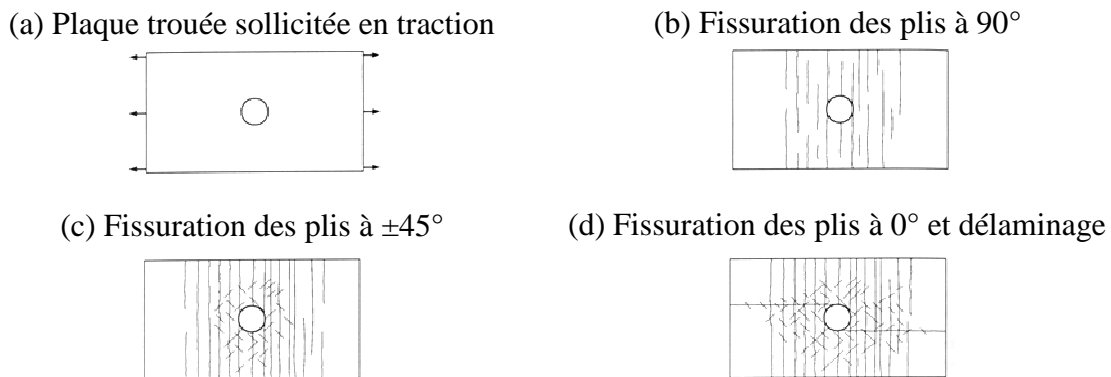 (a) Plaque trouée sollicitée en traction
(b) Fissuration des plis à 90°
(c) Fissuration des plis à ±45°
(d) Fissuration des plis à 0° et délaminage